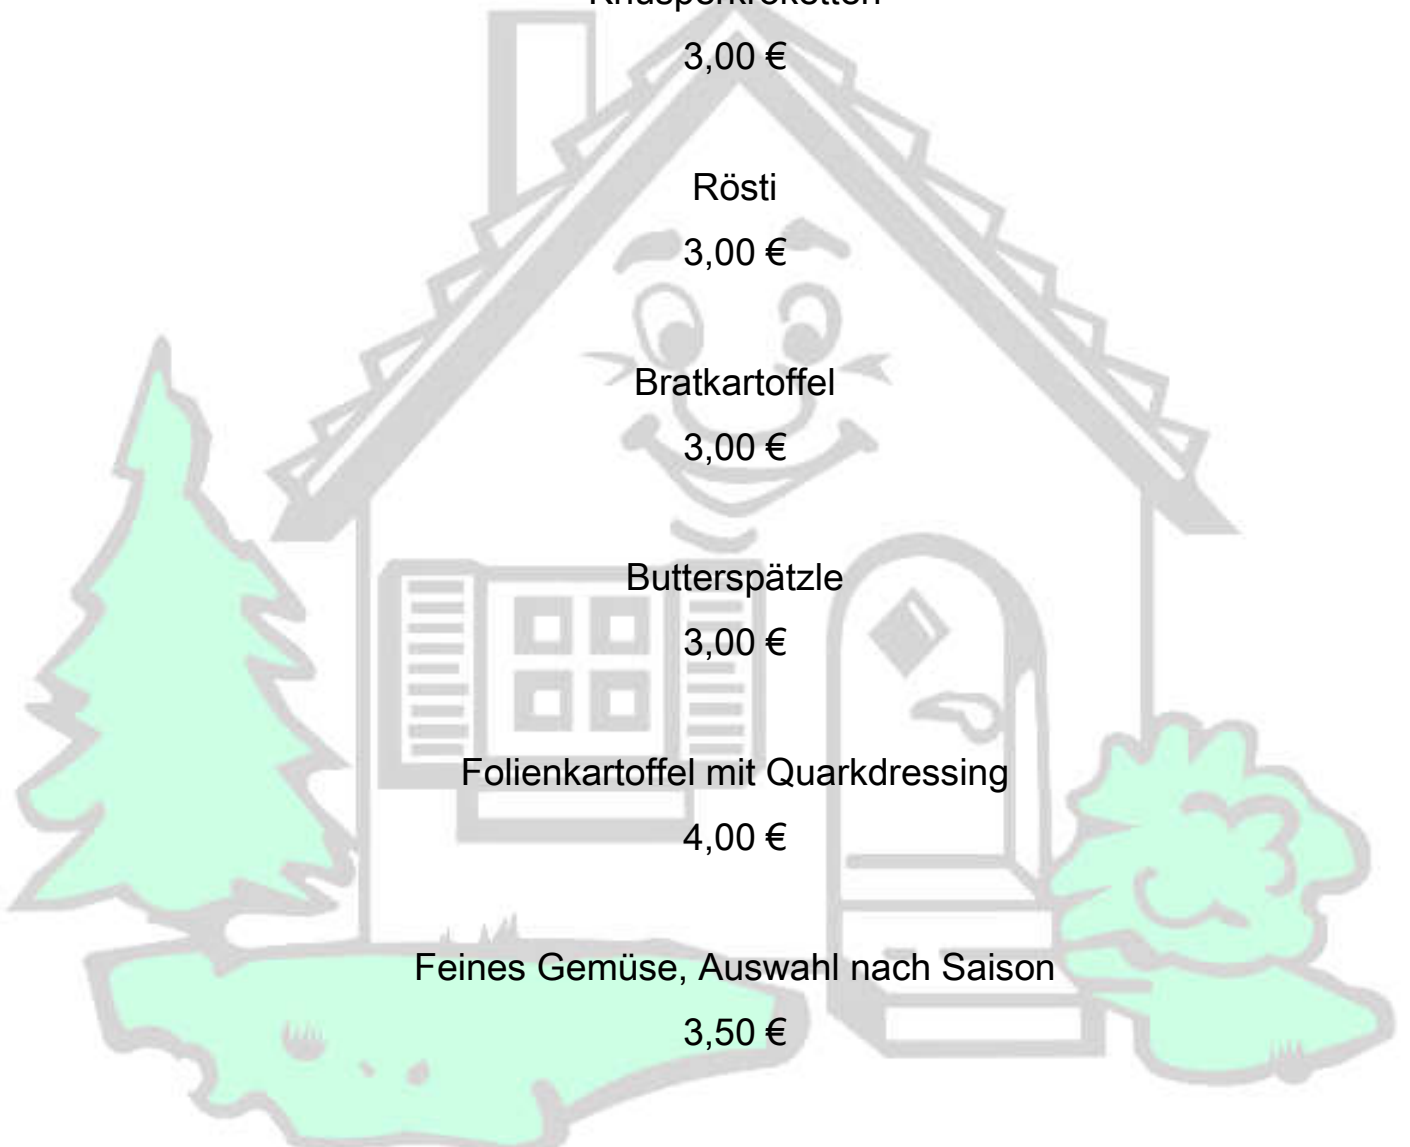 Knusperkroketten
3,00 €
Rösti
3,00 €
Bratkartoffel
3,00 €
Butterspätzle
3,00 €
Folienkartoffel mit Quarkdressing
4,00 €
Feines Gemüse, Auswahl nach Saison
3,50 €